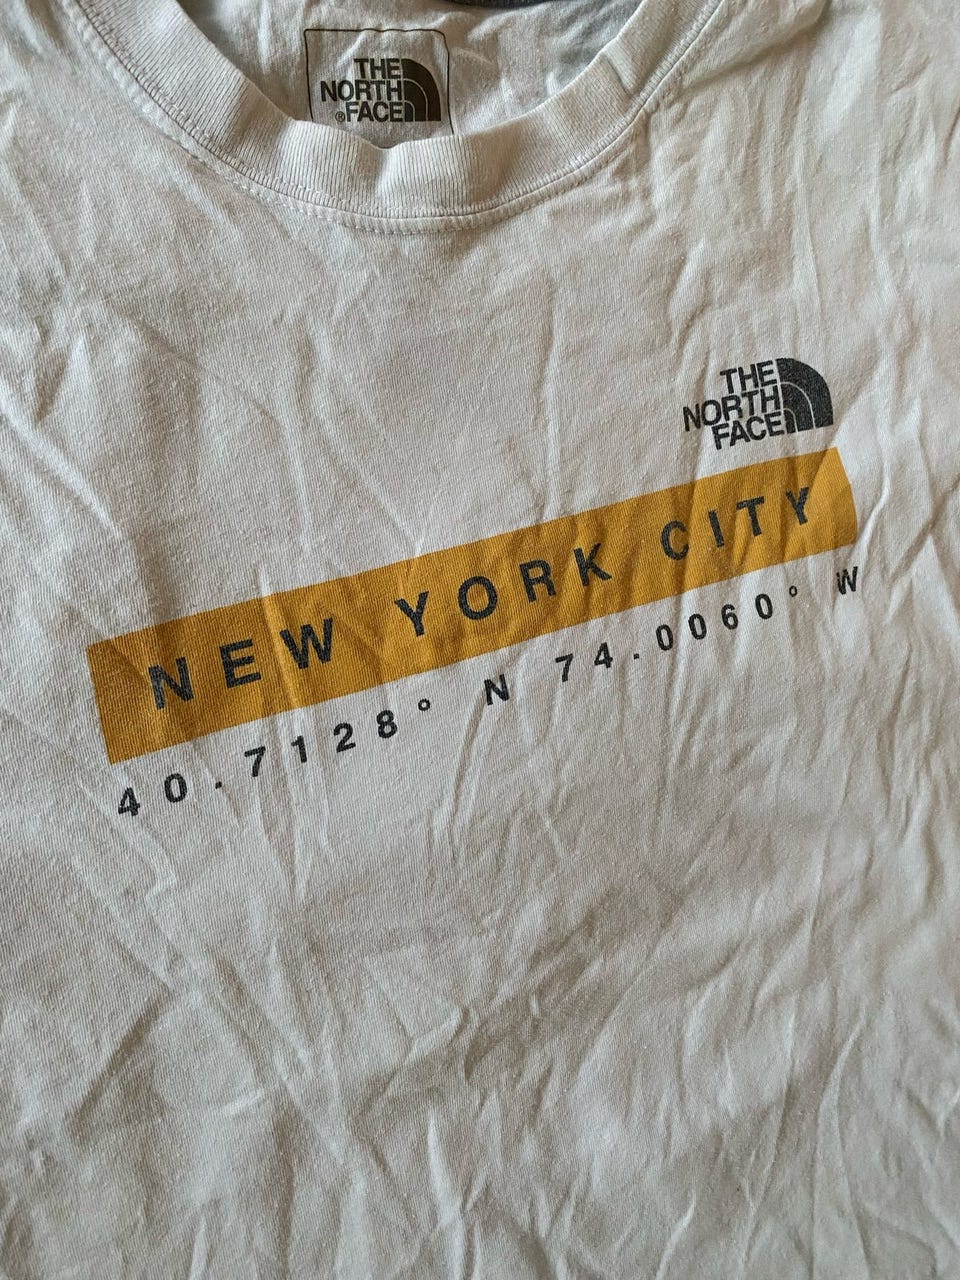 THE
NORTH
®FACE
THE
NORTH
FACE
NEW YORK CITY
40.7128° N 74.0060° W